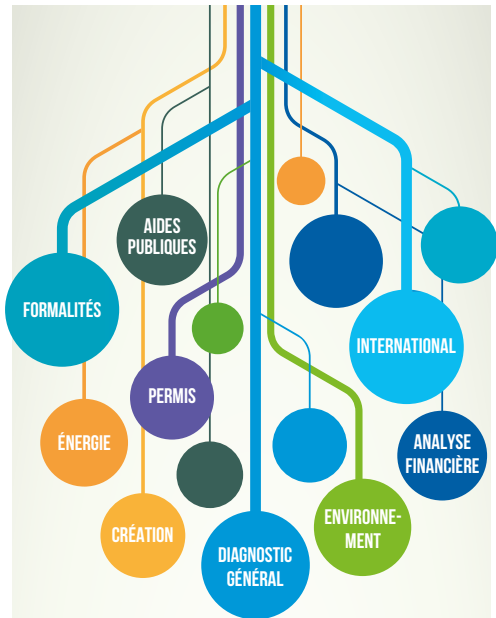 AIDES
PUBLIQUES
FORMALITÉS
INTERNATIONAL
PERMIS
ÉNERGIE
ANALYSE
FINANCIÈRE
CRÉATION
ENVIRONNE-
MENT
DIAGNOSTIC
GÉNÉRAL